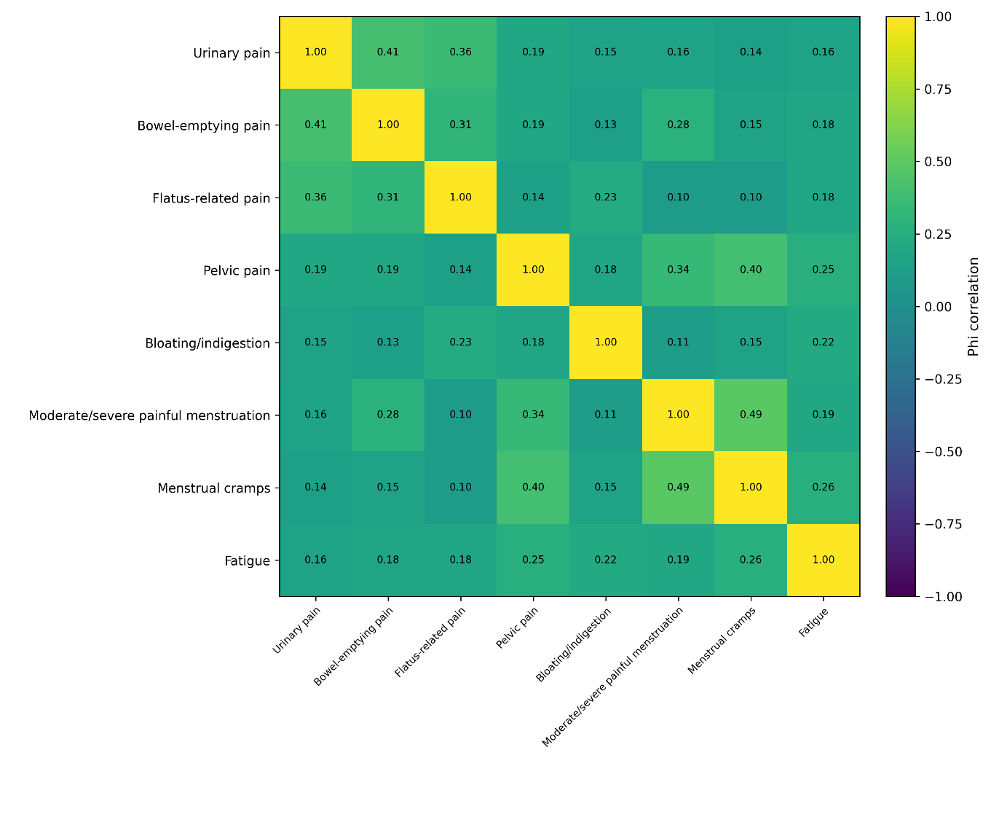 Urinary pain 1.00 0.41 0.36 0.19 0.15 0.16 0.14 0.16
Bowel-emptying pain 0.41 1.00 0.31 0.19 0.13 0.28 0.15 0.18
Flatus-related pain 0.36 0.31 1.00 0.14 0.23 0.10 0.10 0.18
Pelvic pain 0.19 0.19 0.14 1.00 0.18 0.34 0.40 0.25
Bloating/indigestion 0.15 0.13 0.23 0.18 1.00 0.11 0.15 0.22
Moderate/severe painful menstruation 0.16 0.28 0.10 0.34 0.11 1.00 0.49 0.19
Menstrual cramps 0.14 0.15 0.10 0.40 0.15 0.49 1.00 0.26
Fatigue 0.16 0.18 0.18 0.25 0.22 0.19 0.26 1.00
Urinary pain
Bowel-emptying pain
Flatus-related pain
Pelvic pain
Bloating/indigestion
Moderate/severe painful menstruation
Menstrual cramps
Fatigue
1.00
0.75
0.50
0.25
0.00
−0.25
−0.50
−0.75
−1.00
Phi correlation